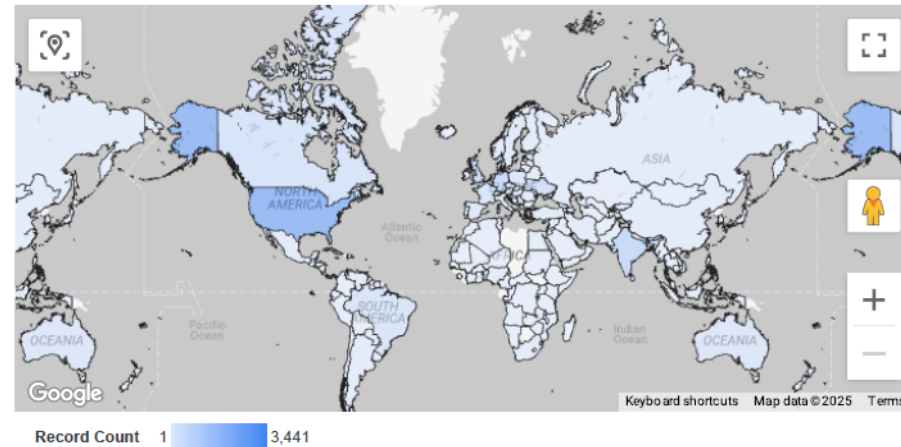 ASIA
NORTH
AMERICA
Atlantic
Ocean
AFRICA
SOUTH
AMERICA
Pacific
Ocean
Indian
Ocean
OCEANIA
OCEANIA
Google
Keyboard shortcuts Map data ©2025 Terms
Record Count 1 3,441